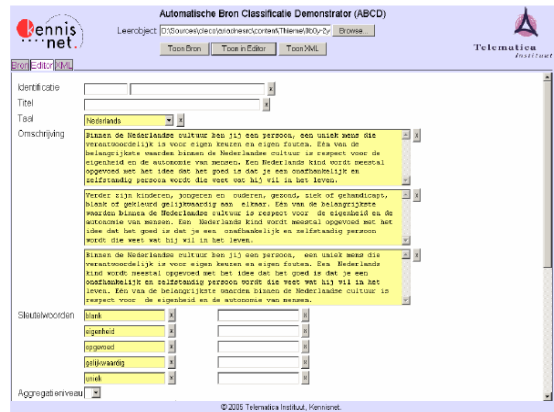 Automatische Bron Classificatie Demonstrator (ABCD)
Kennis net.
Leerobject Browse...
Toon Bron Toon in Editor Toon XML
Telematica Instituut
Bron Editor XML
Identificatie
Titel
Taal Nederlands
Omschrijving
Binnen de Nederlandse cultuur ben jij een persoon, een uniek mens die
verantwoordelijk is voor eigen keuzen en eigen fouten. Eén van de
belangrijkste waarden binnen de Nederlandse cultuur is respect voor de
eigenheid en de autonomie van mensen. Een Nederlands kind wordt meestal
opgevoed met het idee dat het goed is dat je een onafhankelijk en
zelfstandig persoon wordt die weet wat hij wil in het leven.
Verder zijn kinderen, jongeren en ouderen, gezond, ziek of gehandicapt,
blank of gekleurd gelijkwaardig aan elkaar. Eén van de belangrijkste
waarden binnen de Nederlandse cultuur is respect voor de eigenheid en de
autonomie van mensen. Een Nederlands kind wordt meestal opgevoed met het
idee dat het goed is dat je een onafhankelijk en zelfstandig persoon
wordt die weet wat hij wil in het leven.
Binnen de Nederlandse cultuur ben jij een persoon, een uniek mens die
verantwoordelijk is voor eigen keuzen en eigen fouten. Een Nederlands
kind wordt meestal opgevoed met het idee dat het goed is dat je een
onafhankelijk en zelfstandig persoon wordt die weet wat hij wil in het
leven. Eén van de belangrijkste waarden binnen de Nederlandse cultuur is
respect voor de eigenheid en de autonomie van mensen.
Sleutelwoorden blank
eigenheid
opgevoed
gelijkwaardig
uniek
Aggregatieniveau
© 2005 Telematica Instituut, Kennisnet.